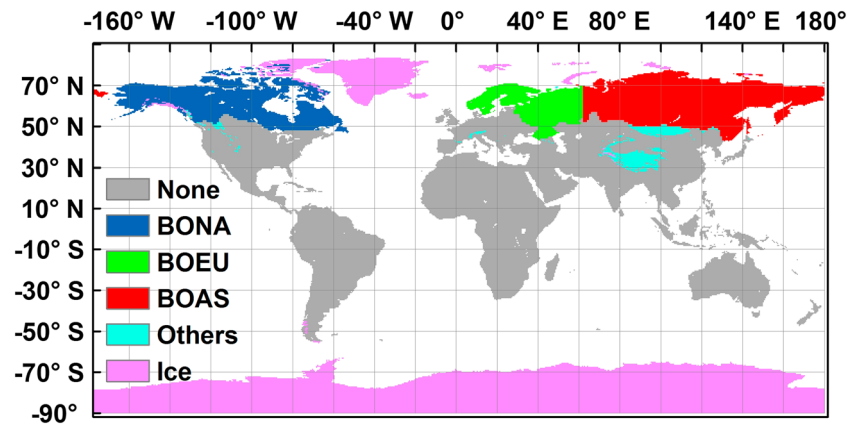 -160° W -100° W -40° W 0° 40° E 80° E 140° E 180°
70° N
50° N
30° N
10° N
-10° S
-30° S
-50° S
-70° S
-90°
None
BONA
BOEU
BOAS
Others
Ice